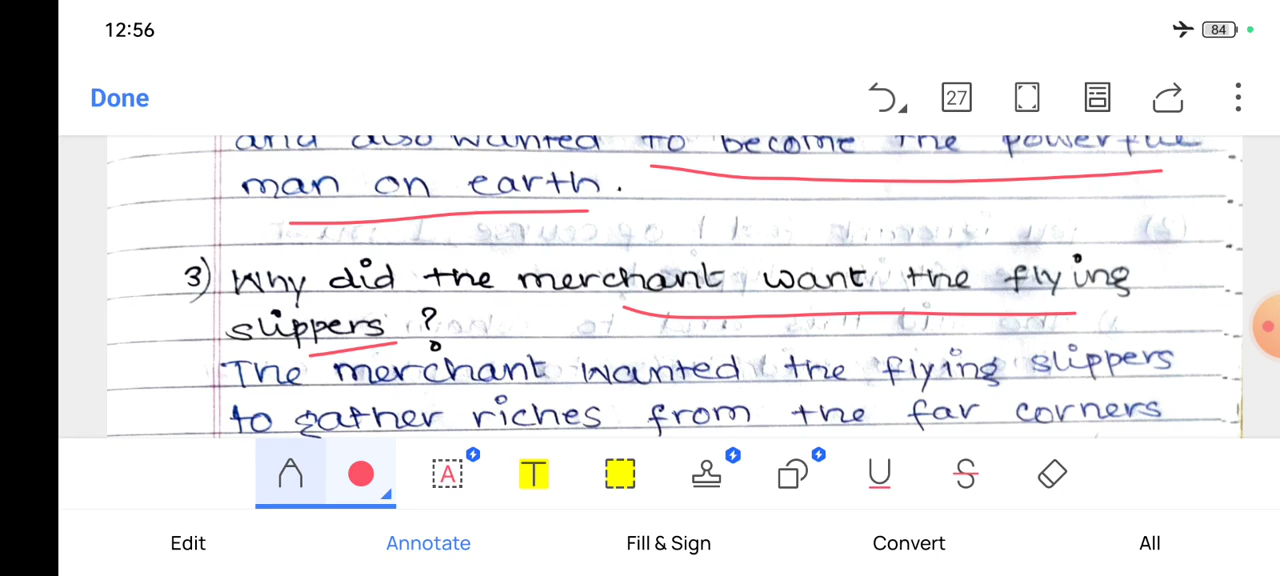 12:56
84
Done
27
and also wanted to become the powerful
man on earth.
3) Why did the merchant want the flying
slippers ?
The merchant wanted the flying slippers
to gather riches from the far corners
A
T
U
S
Edit
Annotate
Fill & Sign
Convert
All